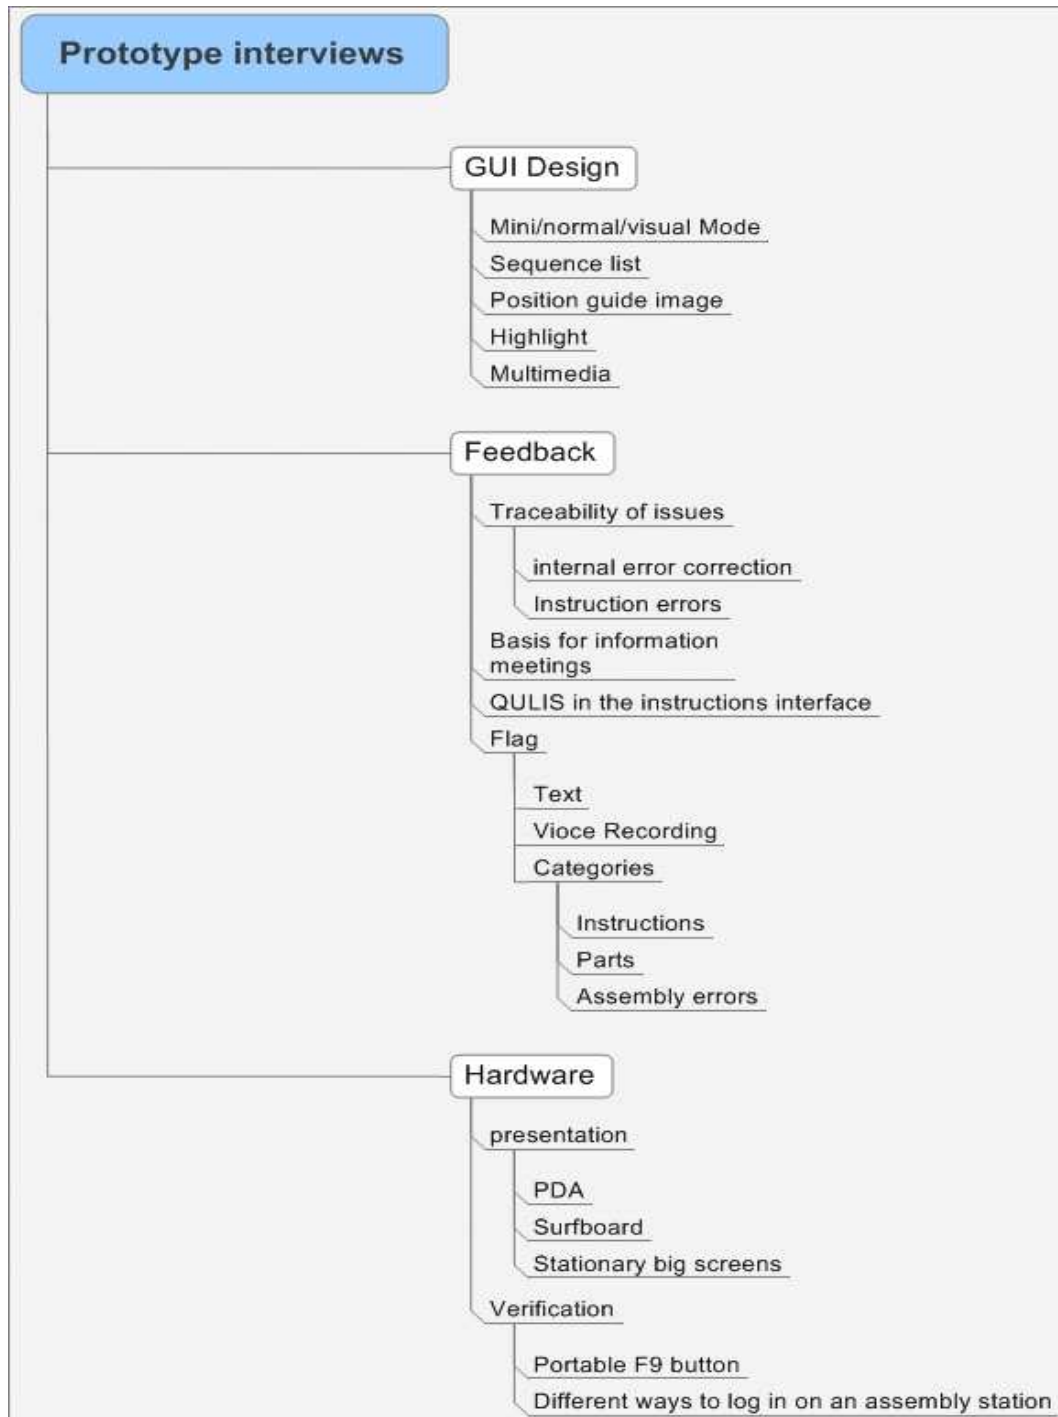 Prototype interviews
GUI Design
Mini/normal/visual Mode
Sequence list
Position guide image
Highlight
Multimedia
Feedback
Traceability of issues
internal error correction
Instruction errors
Basis for information
meetings
QULIS in the instructions interface
Flag
Text
Vioce Recording
Categories
Instructions
Parts
Assembly errors
Hardware
presentation
PDA
Surfboard
Stationary big screens
Verification
Portable F9 button
Different ways to log in on an assembly station